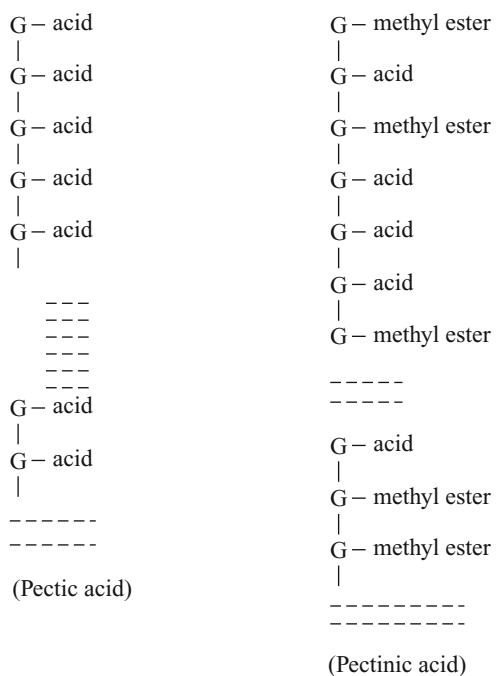 G – acid
G – acid
G – acid
G – acid
G – acid
G – acid
G – acid
(Pectic acid)
G – methyl ester
G – acid
G – methyl ester
G – acid
G – acid
G – acid
G – methyl ester
G – acid
G – methyl ester
G – methyl ester
(Pectinic acid)